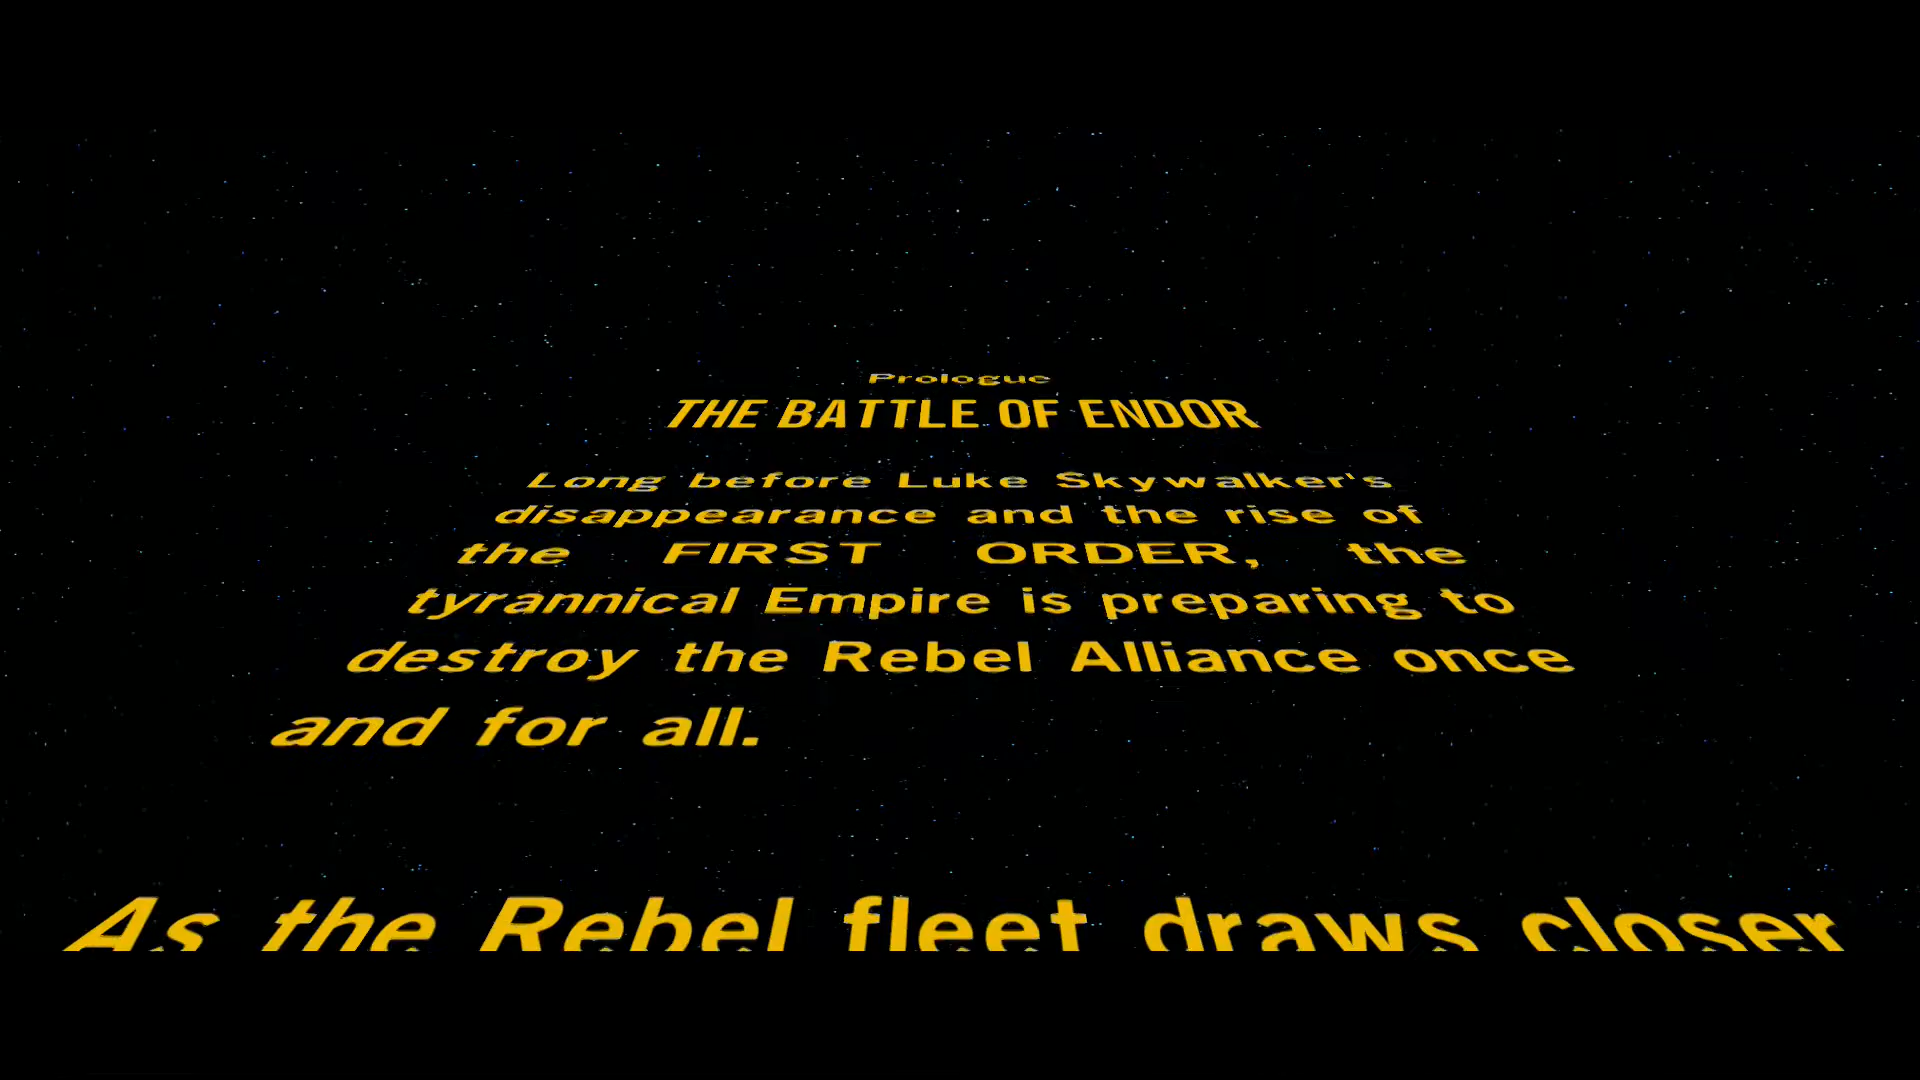 Prologue
THE BATTLE OF ENDOR
Long before Luke Skywalker's
disappearance and the rise of
the FIRST ORDER, the
tyrannical Empire is preparing to
destroy the Rebel Alliance once
and for all.
As the Rebel fleet draws closer